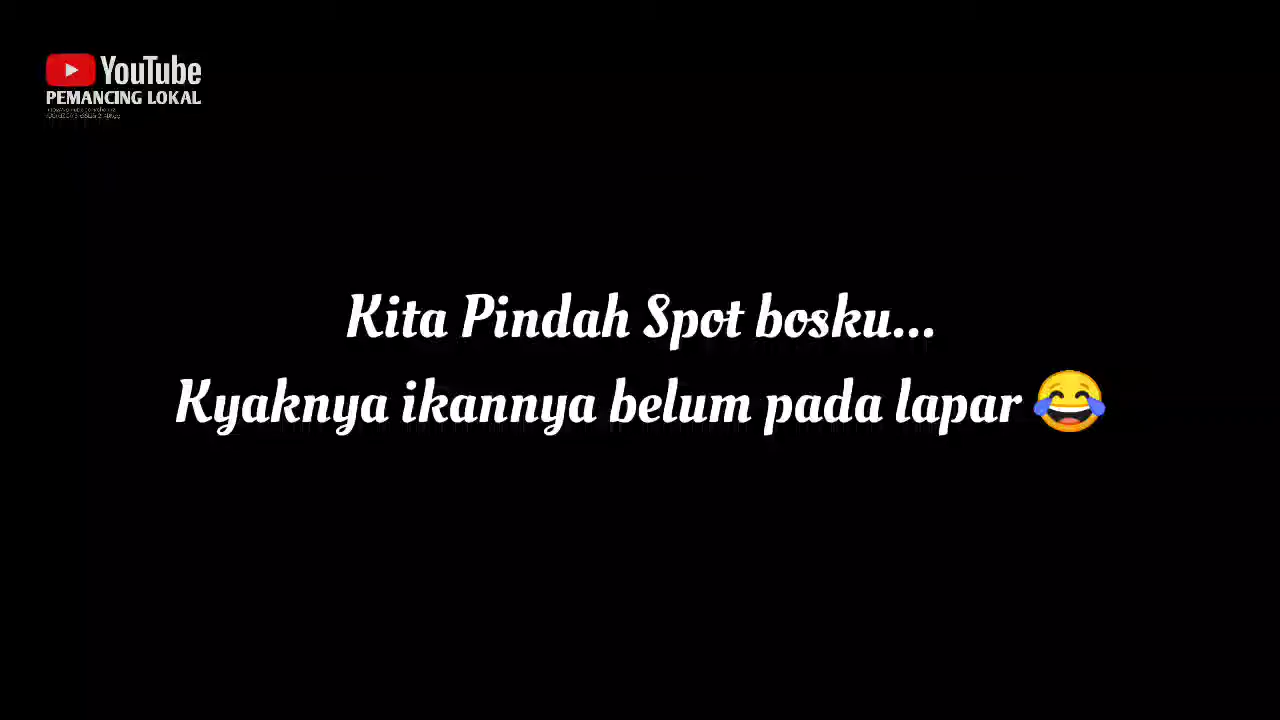 YouTube
PEMANCING LOKAL
Kita Pindah Spot bosku...
Kyaknya ikannya belum pada lapar 😂